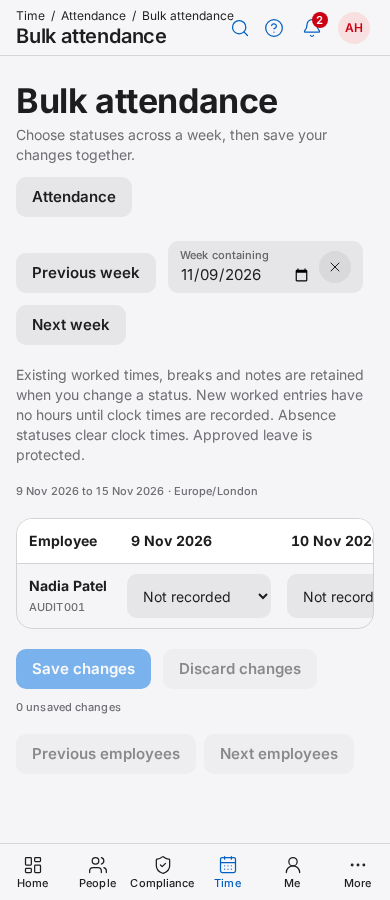 Time / Attendance / Bulk attendance
Bulk attendance
2
AH
Bulk attendance
Choose statuses across a week, then save your
changes together.
Attendance
Previous week
Week containing
11/09/2026
Next week
Existing worked times, breaks and notes are retained
when you change a status. New worked entries have
no hours until clock times are recorded. Absence
statuses clear clock times. Approved leave is
protected.
9 Nov 2026 to 15 Nov 2026 · Europe/London
Employee 9 Nov 2026 10 Nov 202
Nadia Patel
AUDIT001
Not recorded Not record
Save changes Discard changes
0 unsaved changes
Previous employees Next employees
Home People Compliance Time Me More